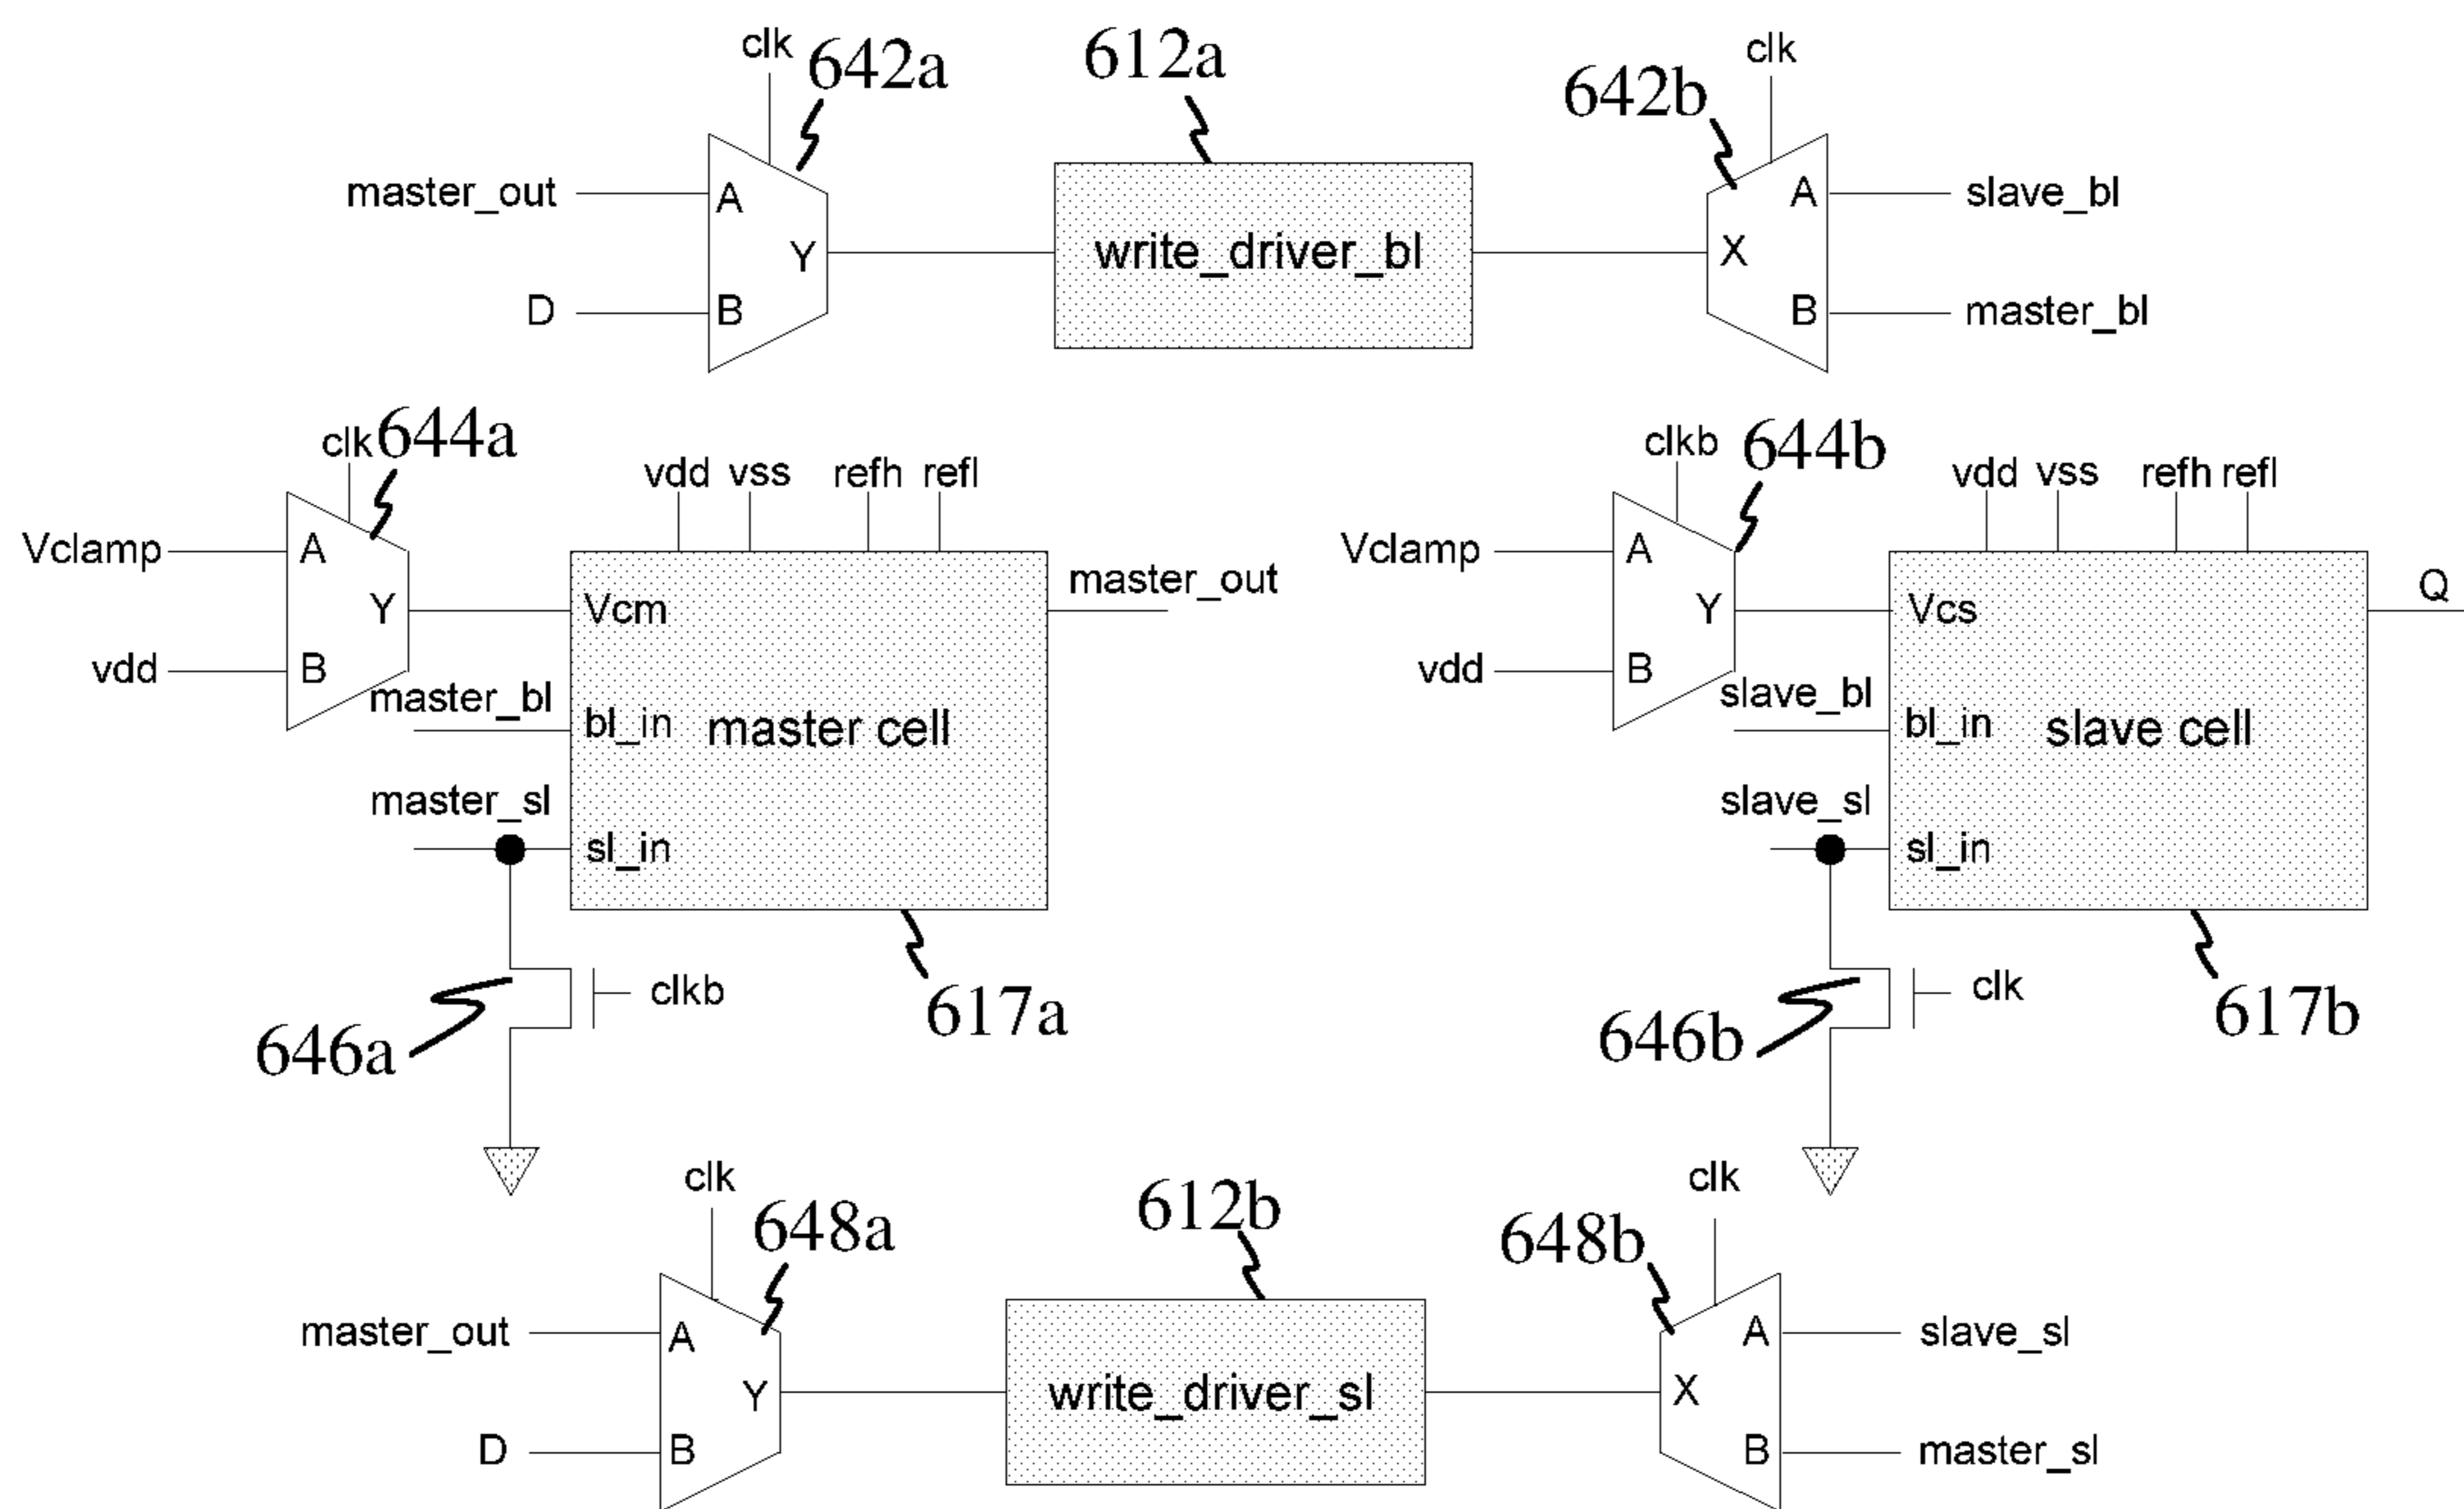 clk
642a
612a
642b
clk
master_out
A
Y
D
B
write_driver_bl
X
A
slave_bl
B
master_bl
clk
644a
vdd
vss
refh
refl
Vclamp
A
Y
vdd
B
Vcm
master_bl
bl_in
master cell
master_out
master_sl
sl_in
clkb
646a
617a
clkb
644b
vdd
vss
refh
refl
Vclamp
A
Y
vdd
B
Vcs
slave_bl
bl_in
slave cell
Q
slave_sl
sl_in
clk
646b
617b
clk
648a
612b
648b
clk
master_out
A
Y
D
B
write_driver_sl
X
A
slave_sl
B
master_sl